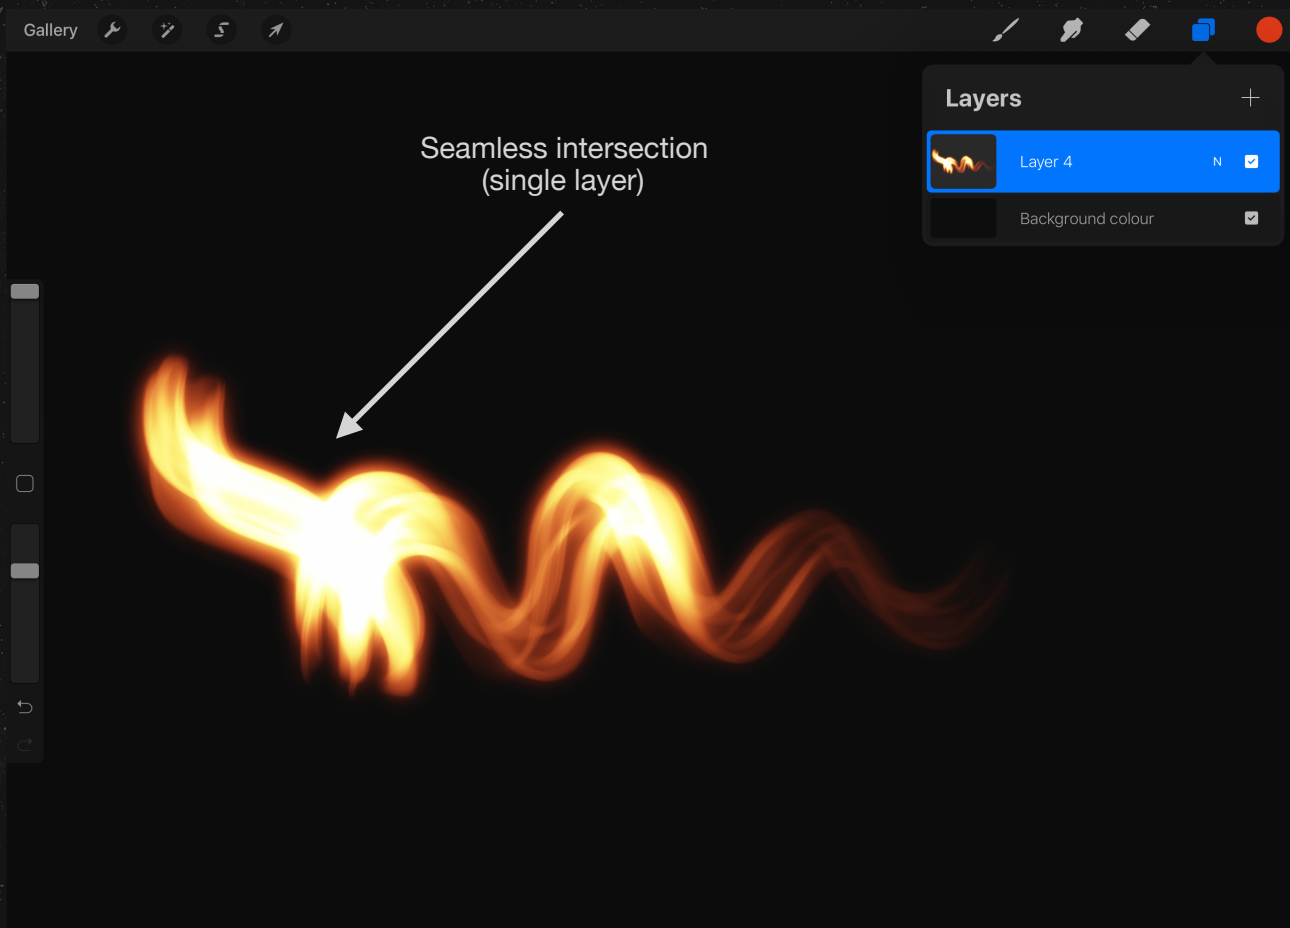 Gallery
Layers
Layer 4 N
Background colour
Seamless intersection
(single layer)